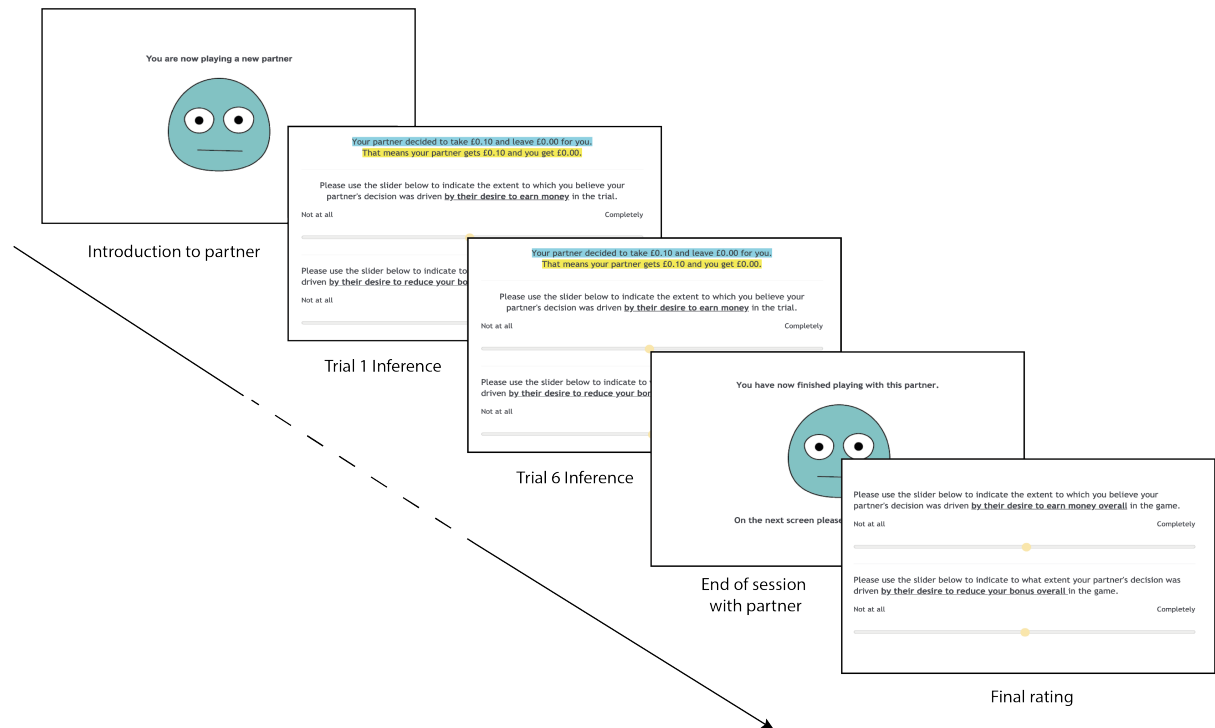 You are now playing a new partner
Introduction to partner
Your partner decided to take £0.10 and leave £0.00 for you.
That means your partner gets £0.10 and you get £0.00.
Please use the slider below to indicate the extent to which you believe your
partner's decision was driven by their desire to earn money in the trial.
Not at all Completely
Please use the slider below to indicate to
driven by their desire to reduce your bo
Not at all
Trial 1 Inference
Your partner decided to take £0.10 and leave £0.00 for you.
That means your partner gets £0.10 and you get £0.00.
Please use the slider below to indicate the extent to which you believe your
partner's decision was driven by their desire to earn money in the trial.
Not at all Completely
Please use the slider below to indicate to
driven by their desire to reduce your bon
Not at all
Trial 6 Inference
You have now finished playing with this partner.
On the next screen please
End of session
with partner
Please use the slider below to indicate the extent to which you believe your
partner's decision was driven by their desire to earn money overall in the game.
Not at all Completely
Please use the slider below to indicate to what extent your partner's decision was
driven by their desire to reduce your bonus overall in the game.
Not at all Completely
Final rating